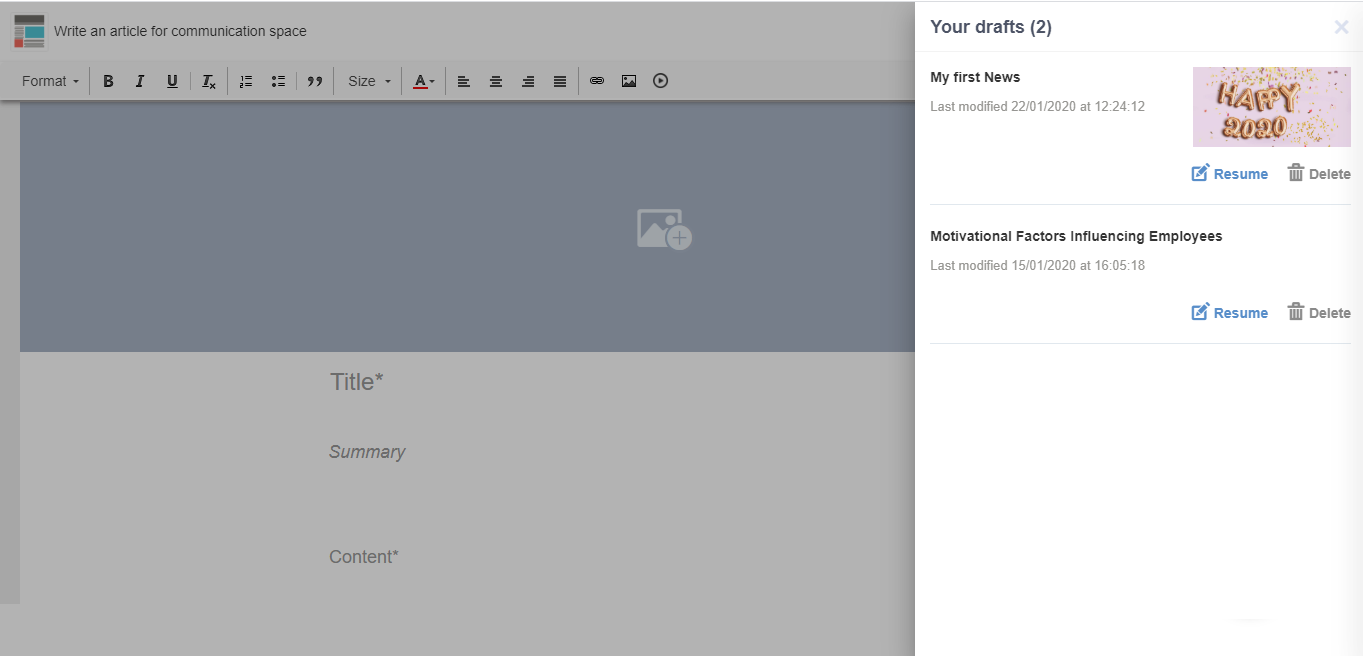 Write an article for communication space
Format B I U Tx Size A
Title*
Summary
Content*
Your drafts (2)
My first News
Last modified 22/01/2020 at 12:24:12
HAPPY
2020
Resume Delete
Motivational Factors Influencing Employees
Last modified 15/01/2020 at 16:05:18
Resume Delete